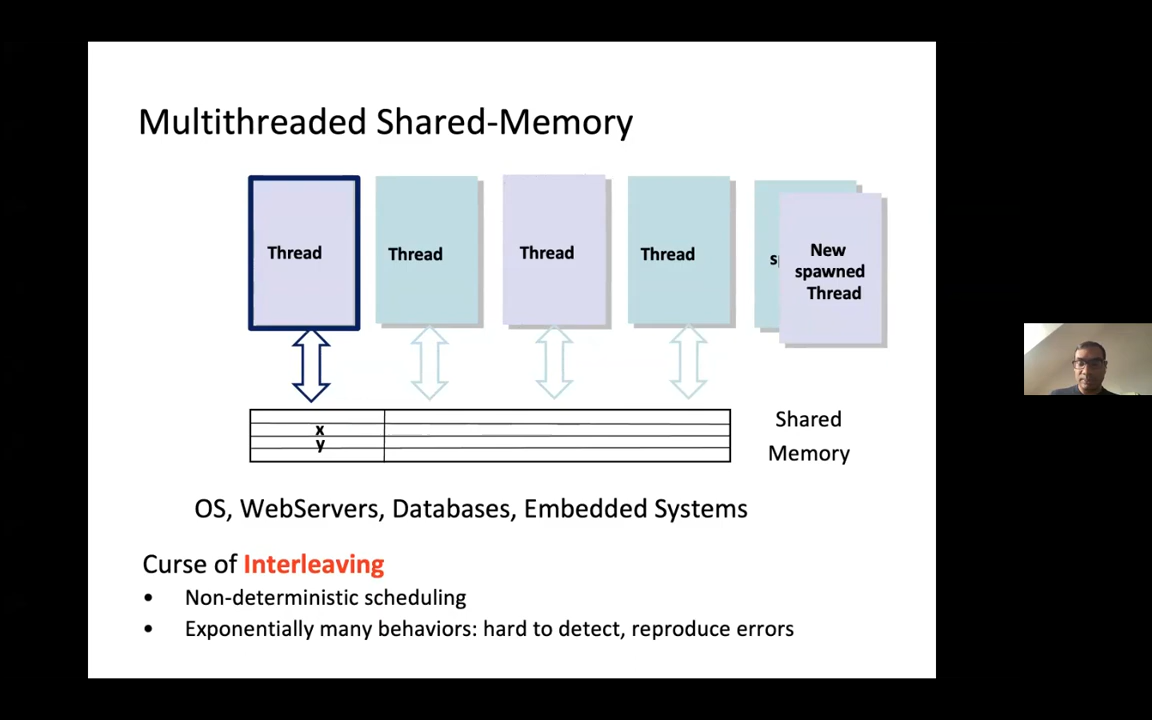 Multithreaded Shared-Memory
Thread
Thread
Thread
Thread
New
spawned
Thread
x
y
Shared
Memory
OS, WebServers, Databases, Embedded Systems
Curse of Interleaving
• Non-deterministic scheduling
• Exponentially many behaviors: hard to detect, reproduce errors